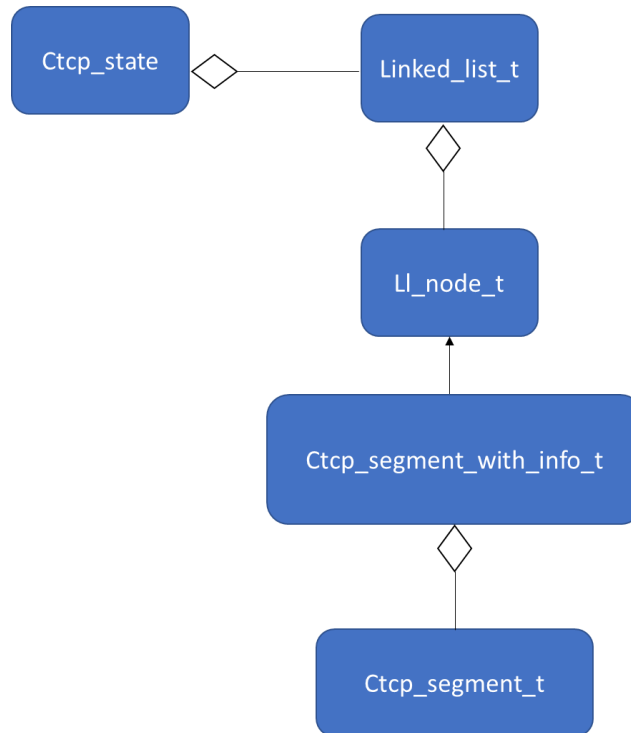 Ctcp_state
Linked_list_t
Ll_node_t
Ctcp_segment_with_info_t
Ctcp_segment_t